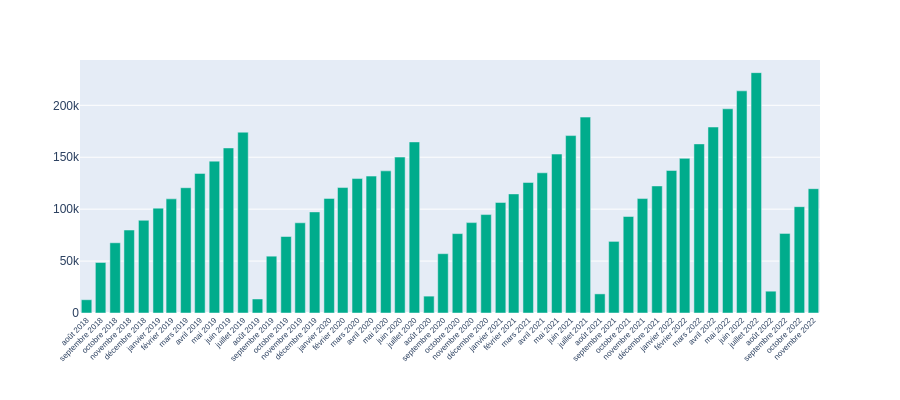 200k
150k
100k
50k
0
août 2018
septembre 2018
octobre 2018
novembre 2018
décembre 2018
janvier 2019
février 2019
mars 2019
avril 2019
mai 2019
juin 2019
juillet 2019
août 2019
septembre 2019
octobre 2019
novembre 2019
décembre 2019
janvier 2020
février 2020
mars 2020
avril 2020
mai 2020
juin 2020
juillet 2020
août 2020
septembre 2020
octobre 2020
novembre 2020
décembre 2020
janvier 2021
février 2021
mars 2021
avril 2021
mai 2021
juin 2021
juillet 2021
août 2021
septembre 2021
octobre 2021
novembre 2021
décembre 2021
janvier 2022
février 2022
mars 2022
avril 2022
mai 2022
juin 2022
juillet 2022
août 2022
septembre 2022
octobre 2022
novembre 2022